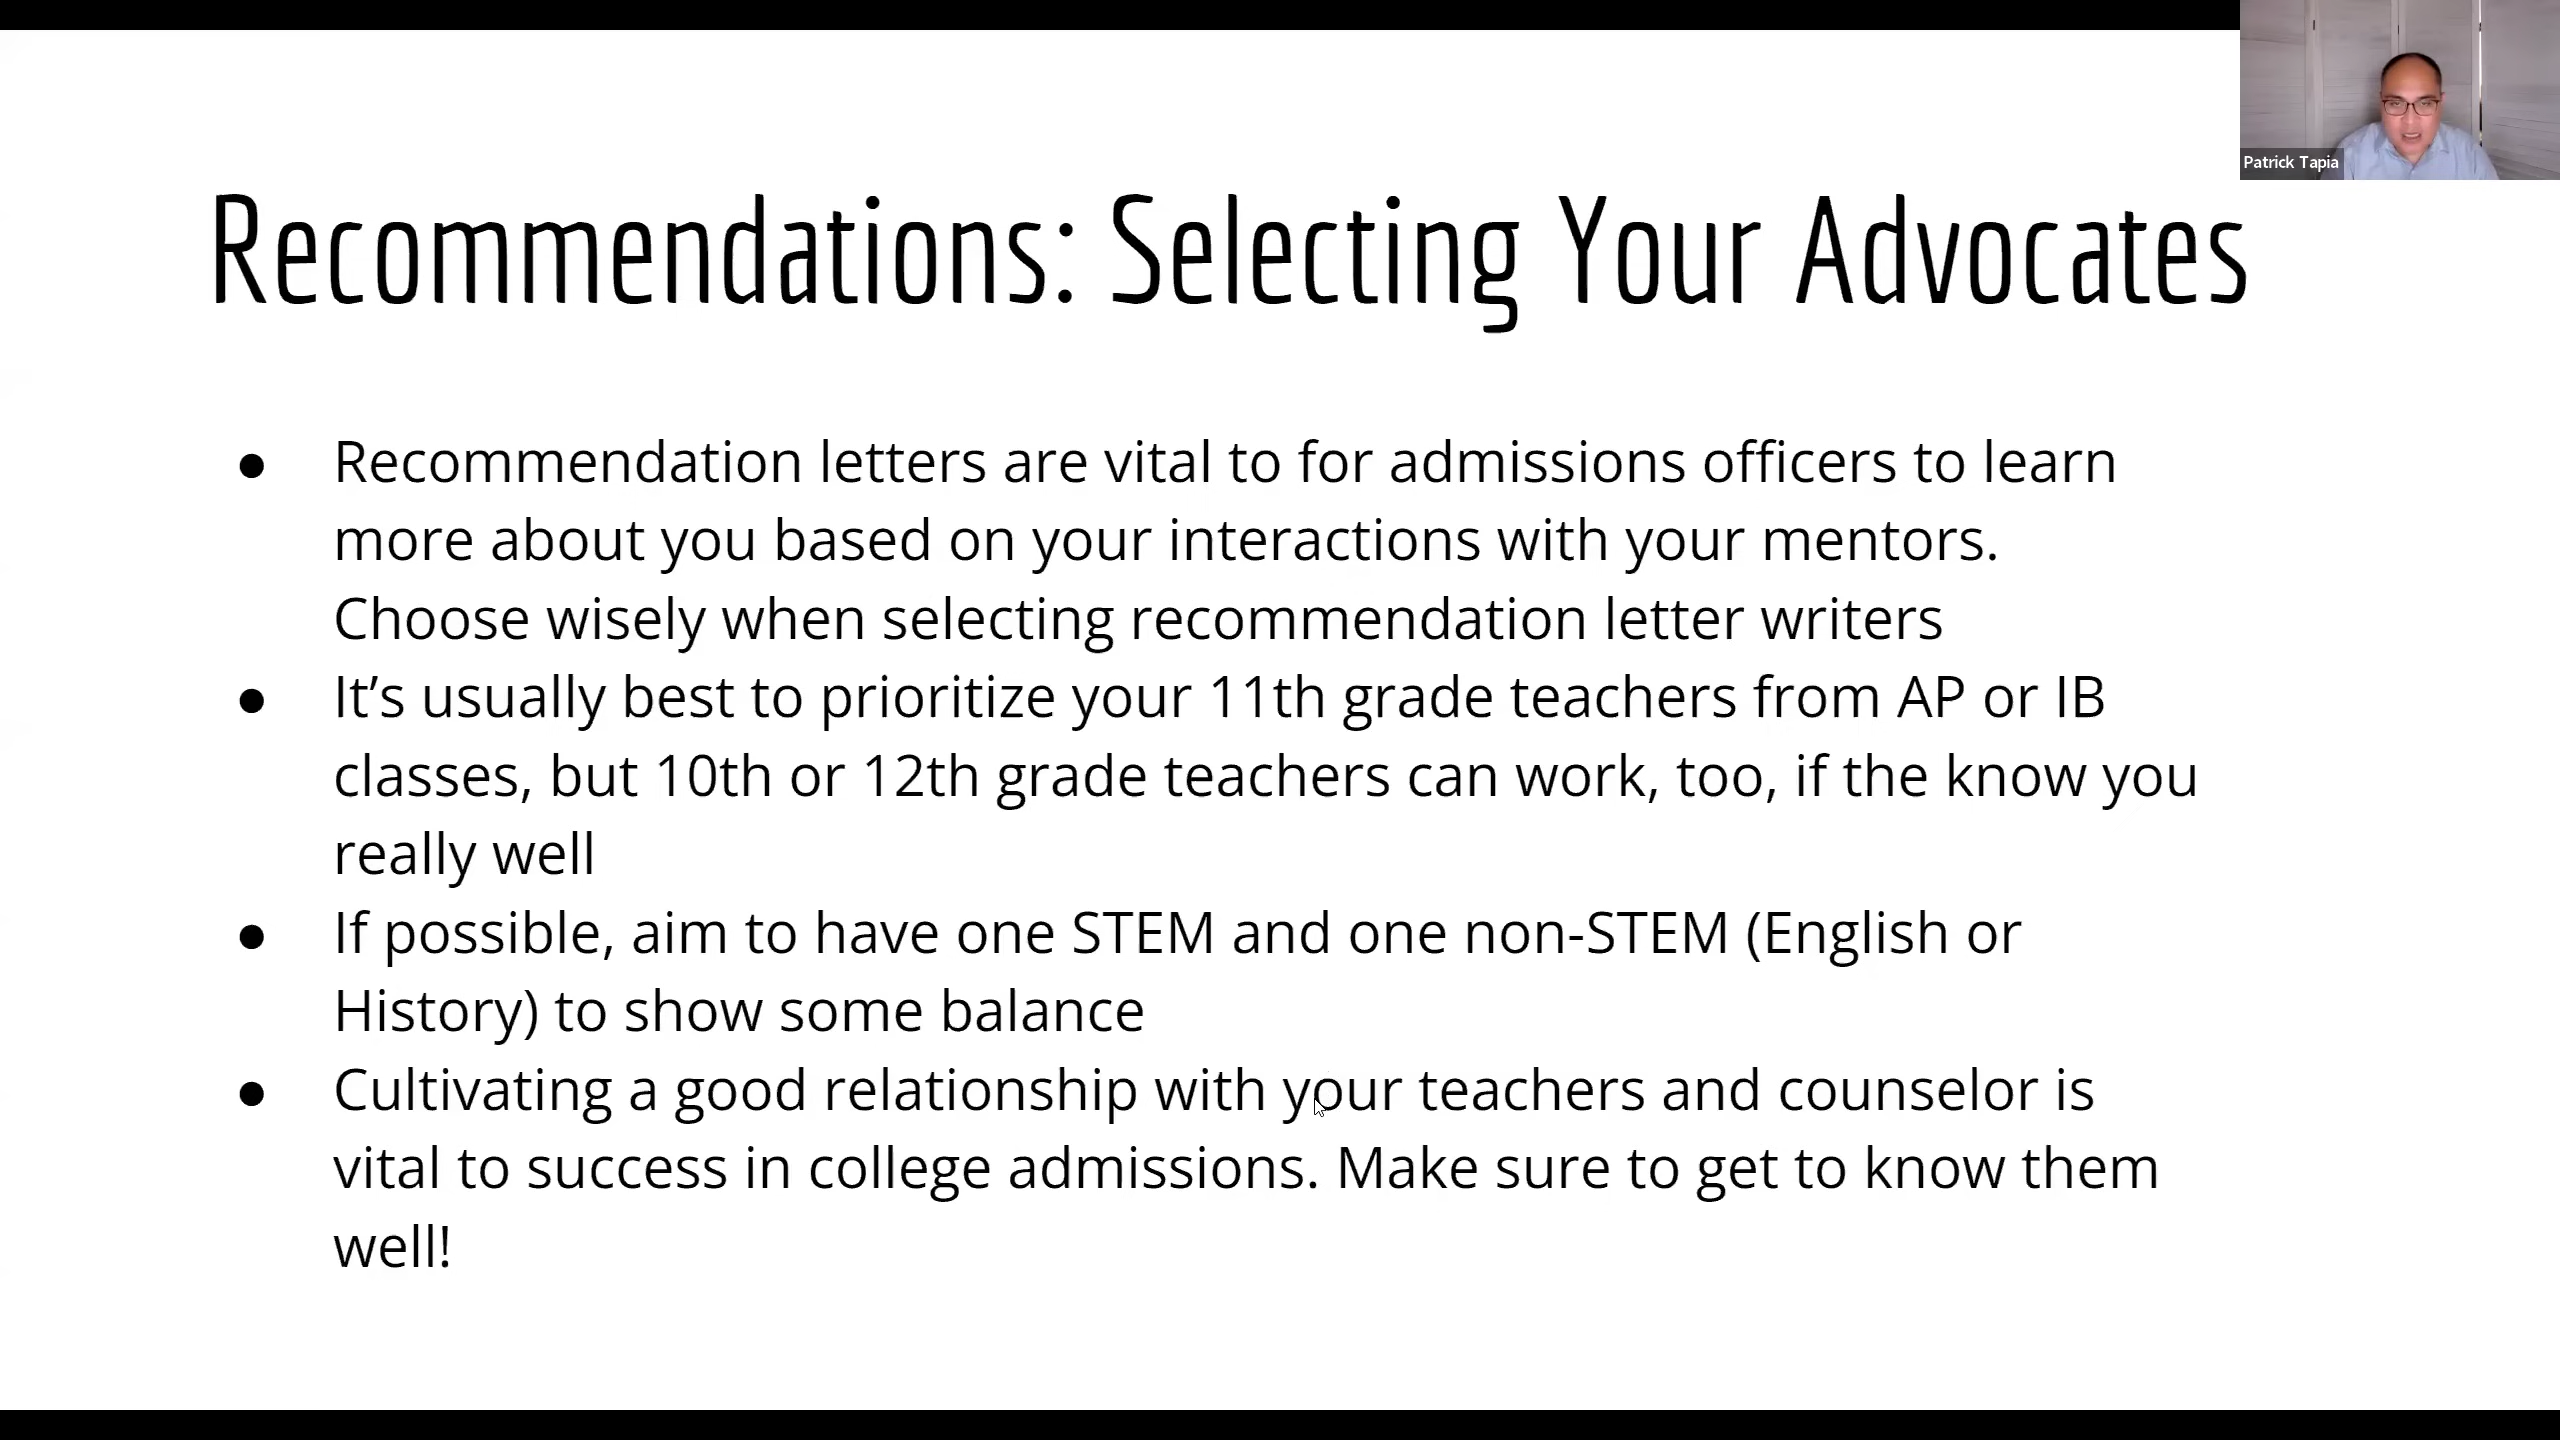 Patrick Tapia
Recommendations: Selecting Your Advocates
● Recommendation letters are vital to for admissions officers to learn
more about you based on your interactions with your mentors.
Choose wisely when selecting recommendation letter writers
● It’s usually best to prioritize your 11th grade teachers from AP or IB
classes, but 10th or 12th grade teachers can work, too, if the know you
really well
● If possible, aim to have one STEM and one non-STEM (English or
History) to show some balance
● Cultivating a good relationship with your teachers and counselor is
vital to success in college admissions. Make sure to get to know them
well!